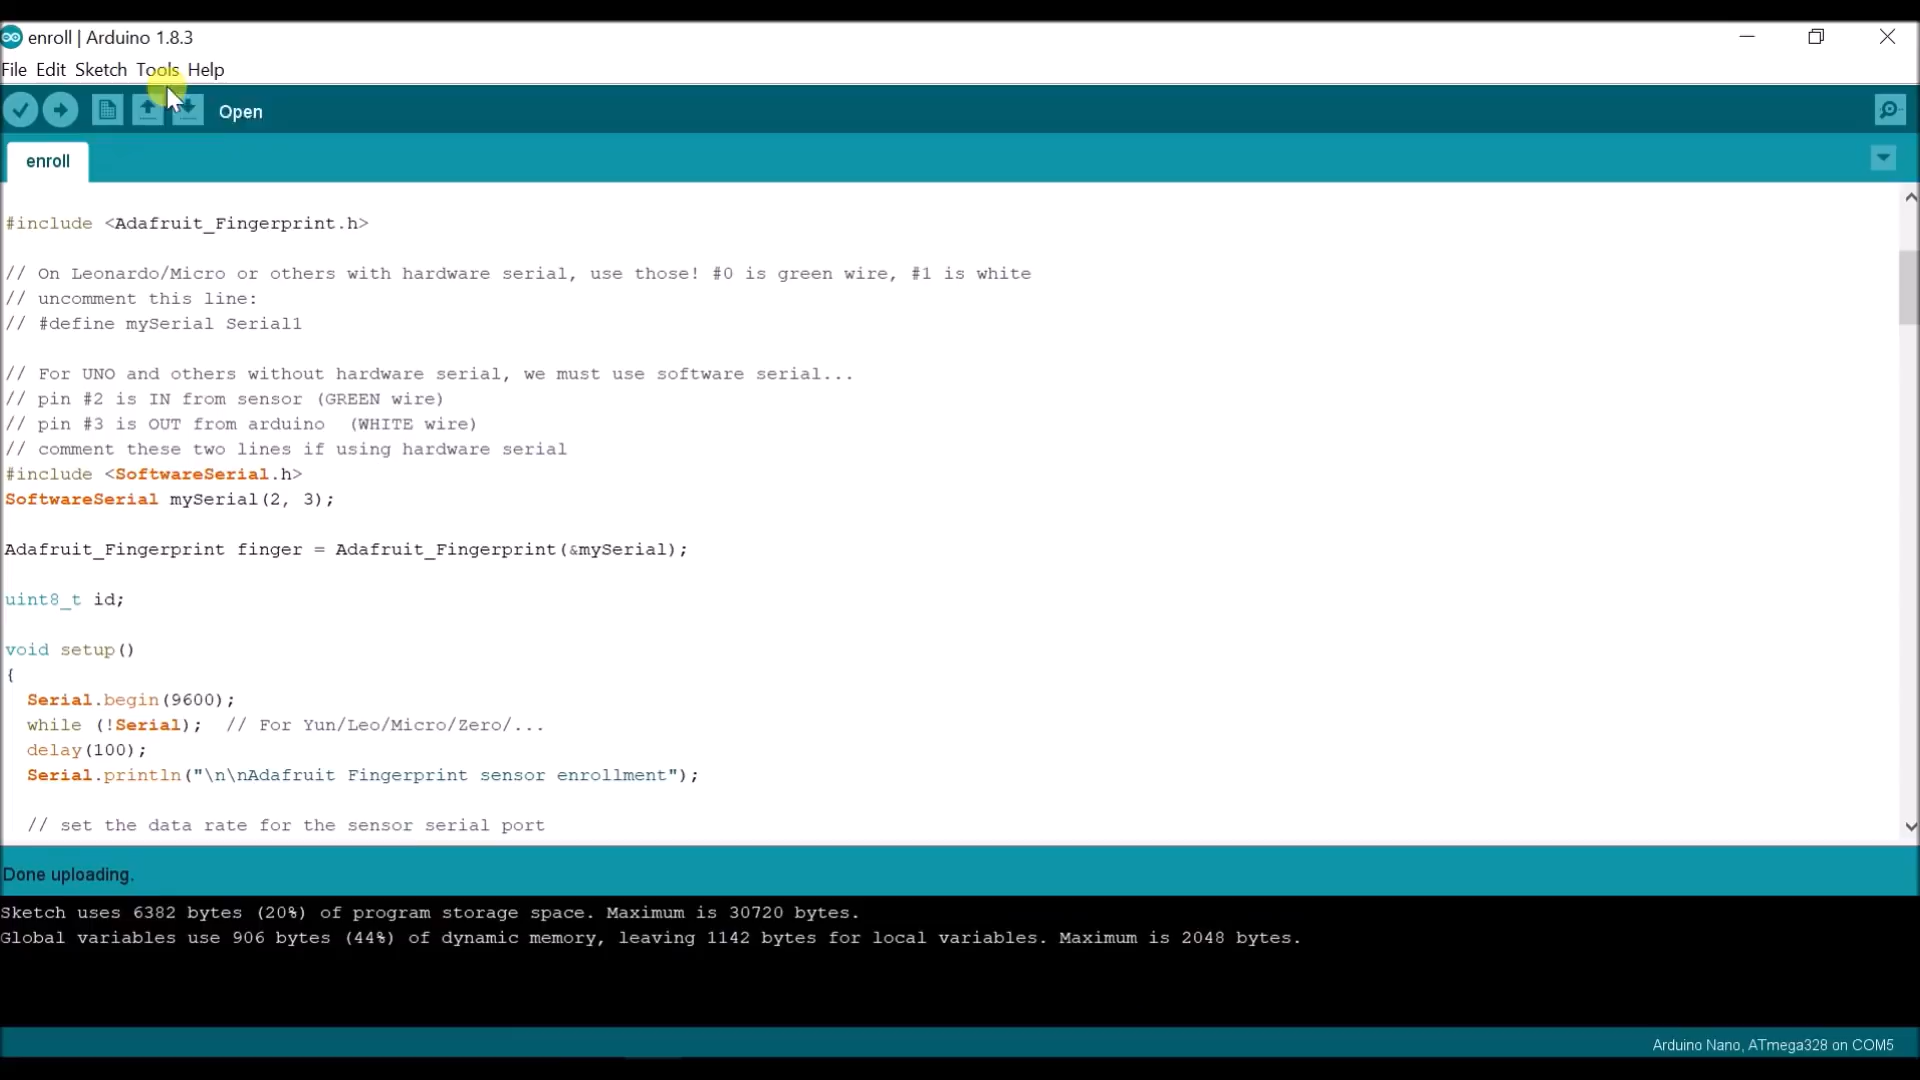 enroll | Arduino 1.8.3
File Edit Sketch Tools Help
Open
enroll
#include <Adafruit_Fingerprint.h>
// On Leonardo/Micro or others with hardware serial, use those! #0 is green wire, #1 is white
// uncomment this line:
// #define mySerial Serial1
// For UNO and others without hardware serial, we must use software serial...
// pin #2 is IN from sensor (GREEN wire)
// pin #3 is OUT from arduino  (WHITE wire)
// comment these two lines if using hardware serial
#include <SoftwareSerial.h>
SoftwareSerial mySerial(2, 3);
Adafruit_Fingerprint finger = Adafruit_Fingerprint(&mySerial);
uint8_t id;
void setup()
{
  Serial.begin(9600);
  while (!Serial);  // For Yun/Leo/Micro/Zero/...
  delay(100);
  Serial.println("\n\nAdafruit Fingerprint sensor enrollment");
  // set the data rate for the sensor serial port
Done uploading.
Sketch uses 6382 bytes (20%) of program storage space. Maximum is 30720 bytes.
Global variables use 906 bytes (44%) of dynamic memory, leaving 1142 bytes for local variables. Maximum is 2048 bytes.
Arduino Nano, ATmega328 on COM5